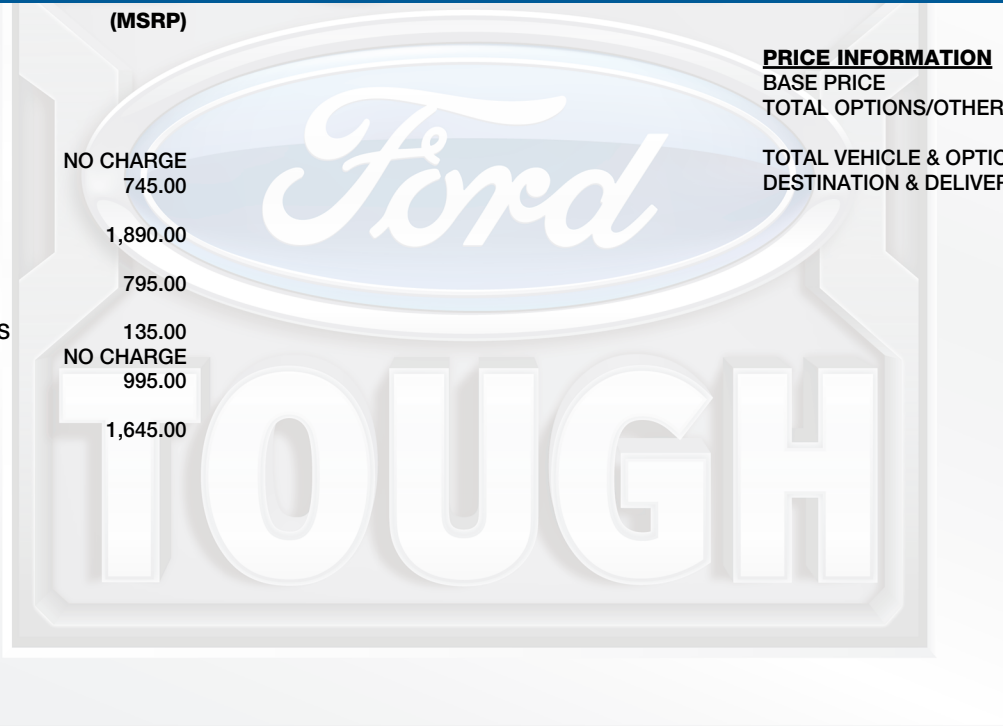 (MSRP)
NO CHARGE
745.00
1,890.00
795.00
S 135.00
NO CHARGE
995.00
1,645.00
PRICE INFORMATION
BASE PRICE
TOTAL OPTIONS/OTHER
TOTAL VEHICLE & OPTIO
DESTINATION & DELIVER
Ford
TOUGH